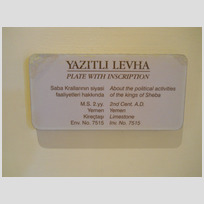 YAZITLI LEVHA
PLATE WITH INSCRIPTION
Saba Krallarının siyasi About the political activities
faaliyetleri hakkında of the kings of Sheba
M.S. 2.yy. 2nd Cent. A.D.
Yemen Yemen
Kireçtaşı Limestone
Env. No. 7515 Inv. No. 7515